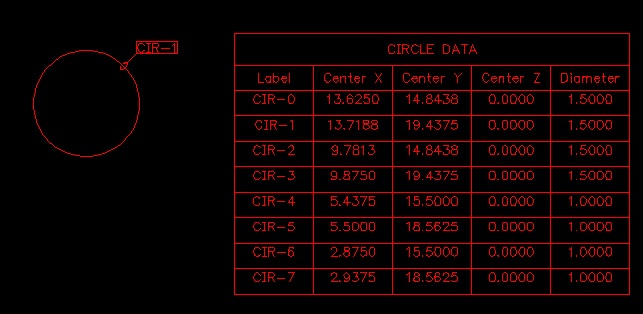 CIR-1
CIRCLE DATA
Label Center X Center Y Center Z Diameter
CIR-0 13.6250 14.8438 0.0000 1.5000
CIR-1 13.7188 19.4375 0.0000 1.5000
CIR-2 9.7813 14.8438 0.0000 1.5000
CIR-3 9.8750 19.4375 0.0000 1.5000
CIR-4 5.4375 15.5000 0.0000 1.0000
CIR-5 5.5000 18.5625 0.0000 1.0000
CIR-6 2.8750 15.5000 0.0000 1.0000
CIR-7 2.9375 18.5625 0.0000 1.0000